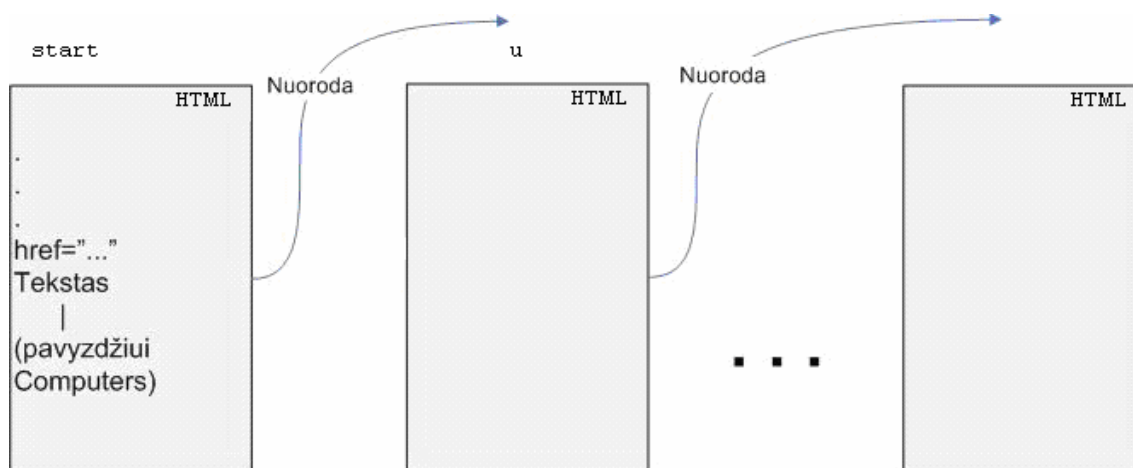 start
u
Nuoroda
Nuoroda
HTML
HTML
HTML
.
.
.
href=”...”
Tekstas
|
(pavyzdžiui
Computers)
. . .